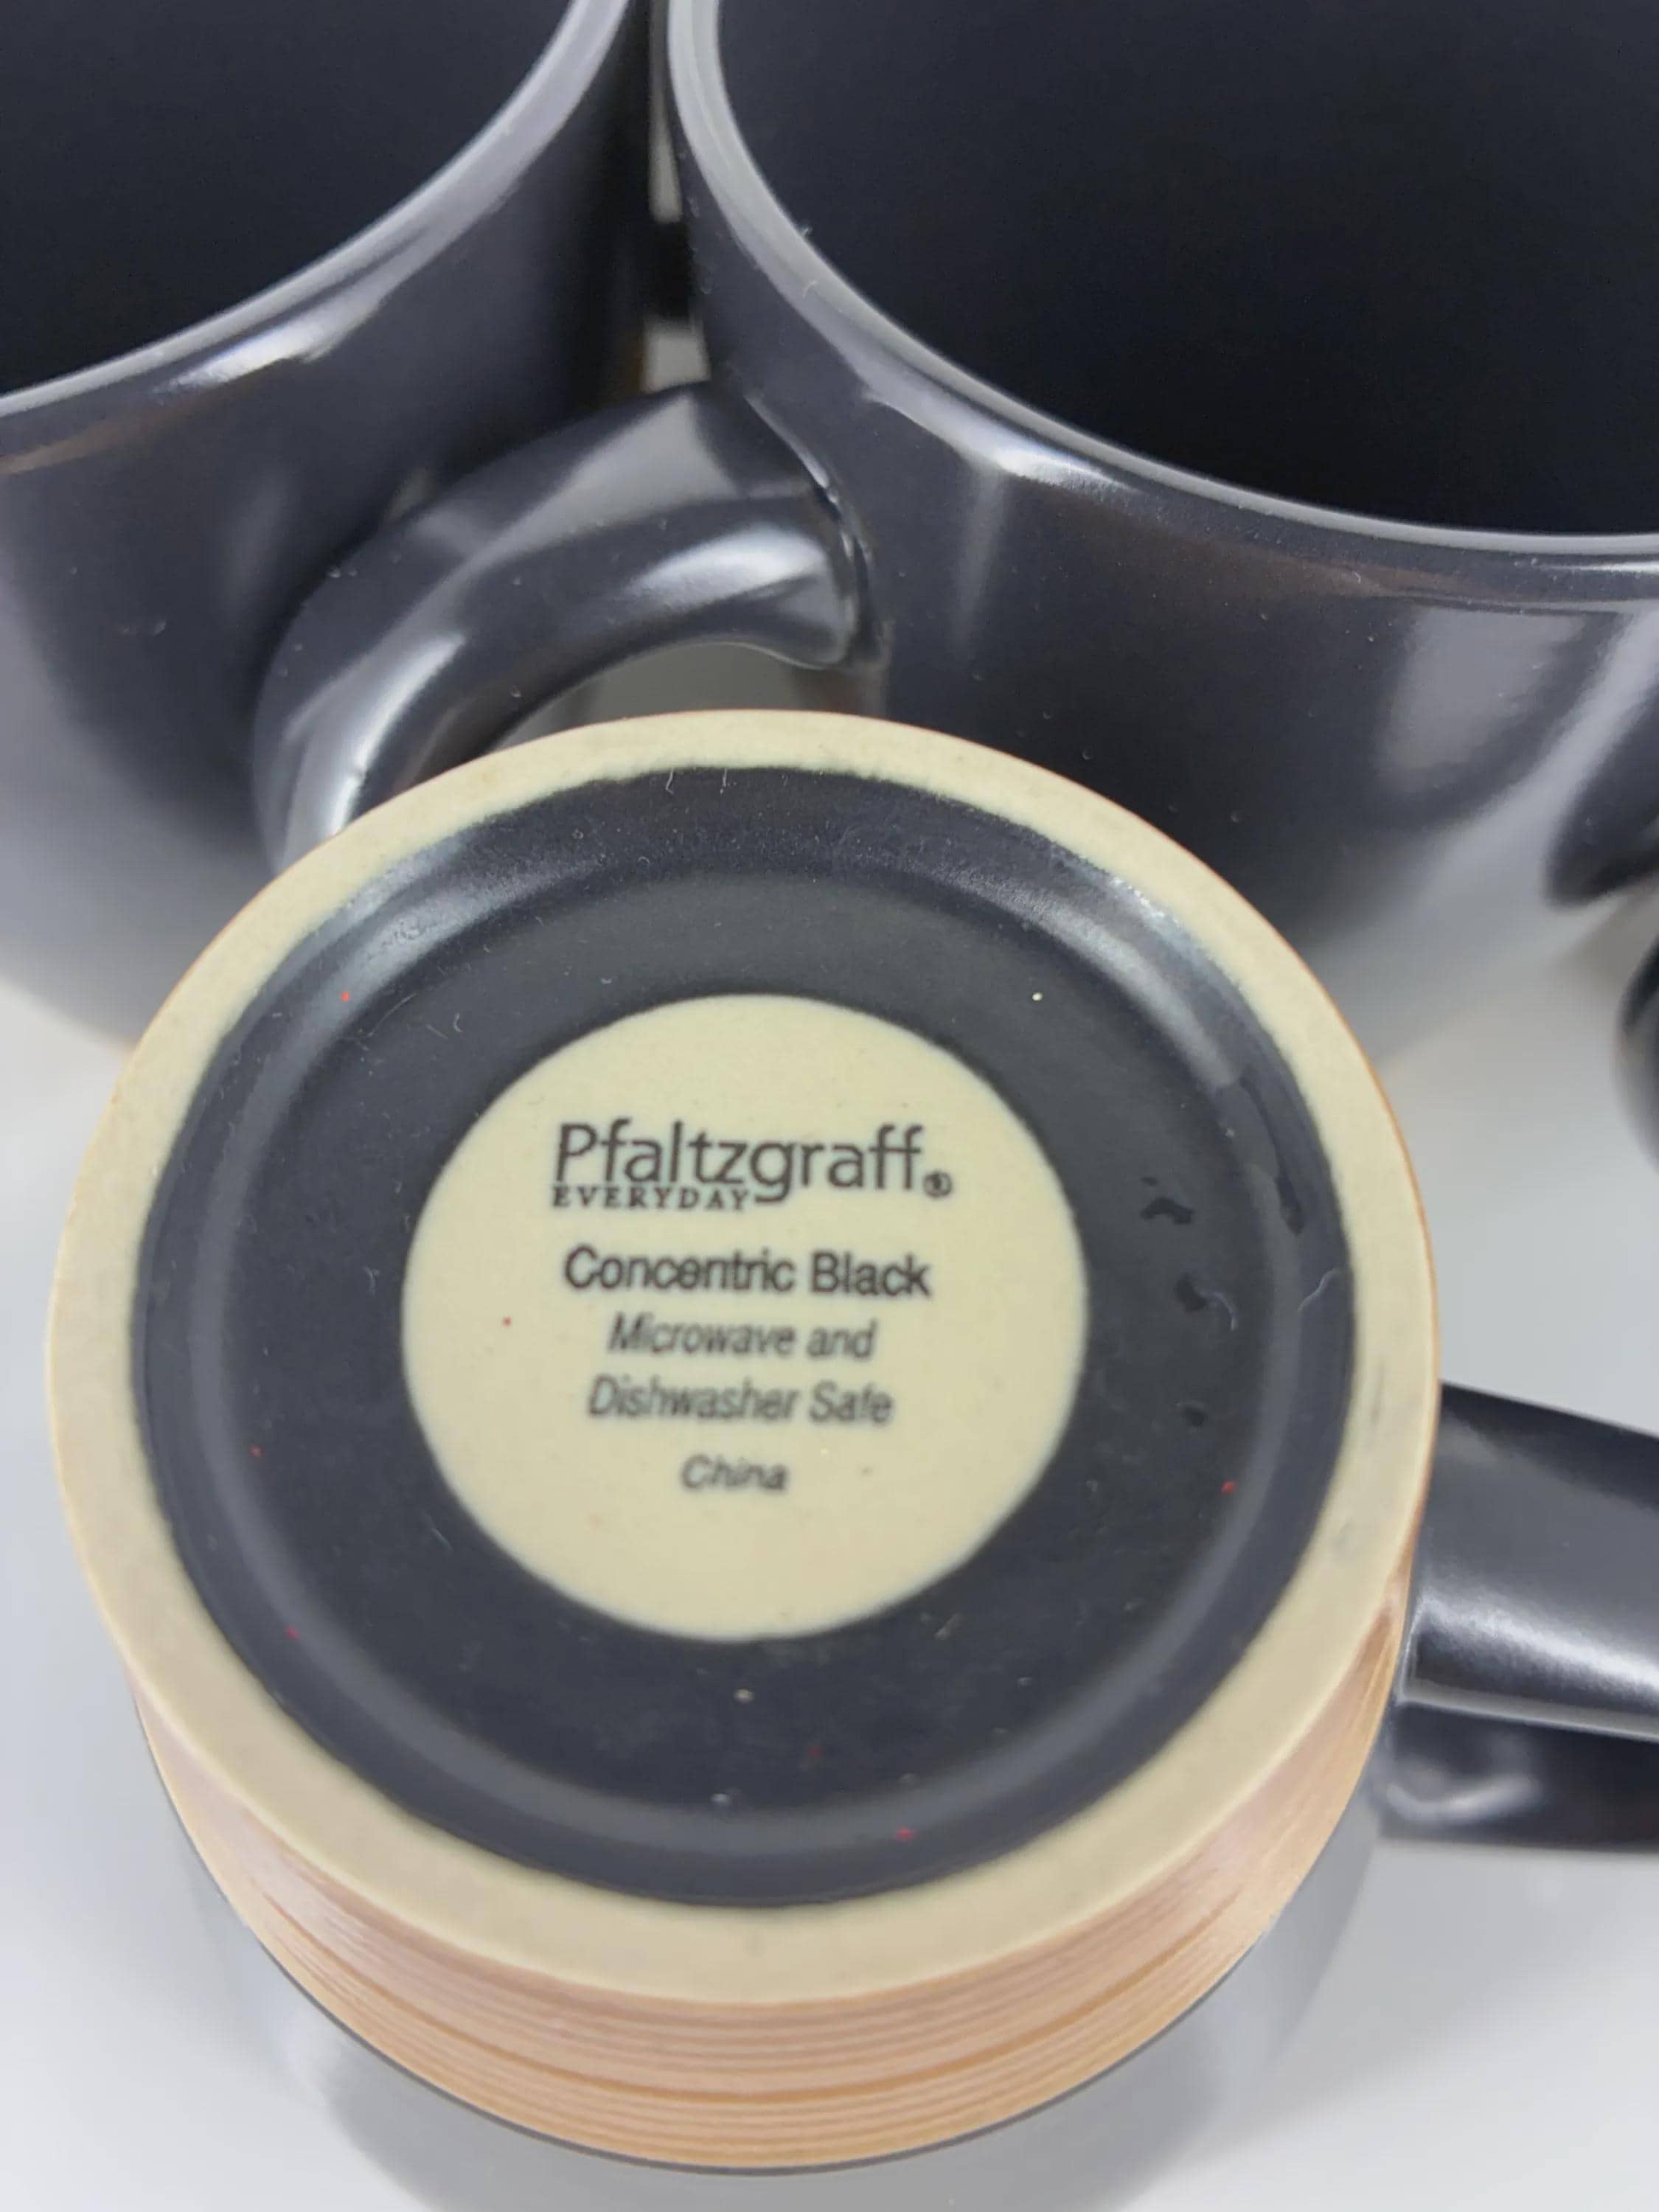 Pfaltzgraff®
EVERYDAY
Concentric Black
Microwave and
Dishwasher Safe
China